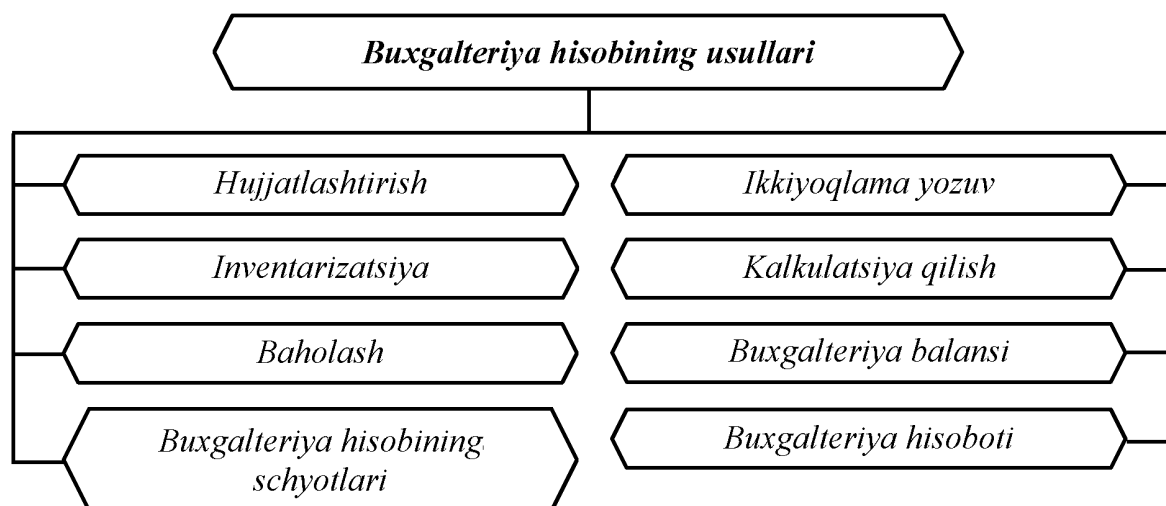 Buxgalteriya hisobining usullari
Hujjatlashtirish
Inventarizatsiya
Baholash
Buxgalteriya hisobining
schyotlari
Ikkiyoqlama yozuv
Kalkulatsiya qilish
Buxgalteriya balansi
Buxgalteriya hisoboti